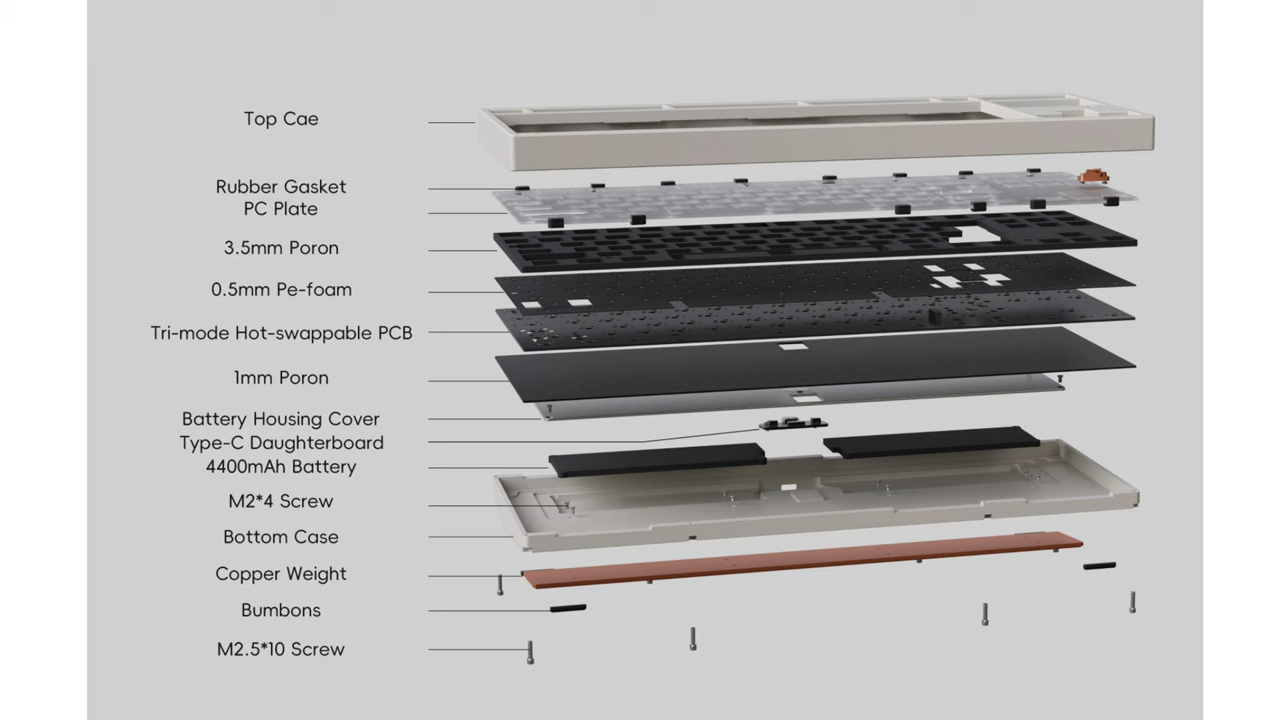 Top Cae
Rubber Gasket
PC Plate
3.5mm Poron
0.5mm Pe-foam
Tri-mode Hot-swappable PCB
1mm Poron
Battery Housing Cover
Type-C Daughterboard
4400mAh Battery
M2*4 Screw
Bottom Case
Copper Weight
Bumbons
M2.5*10 Screw